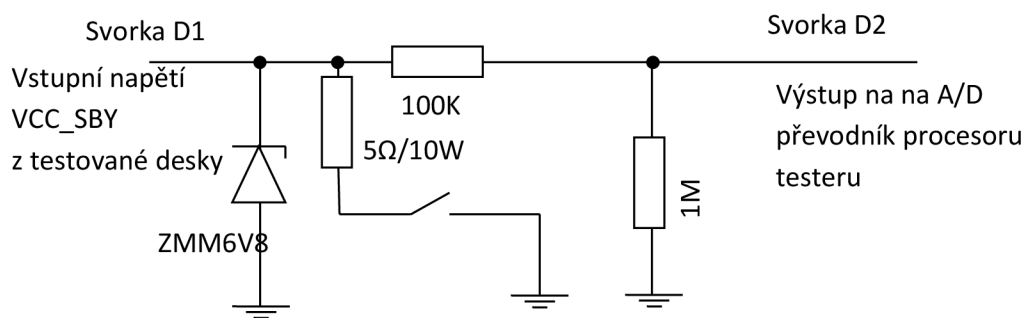 Svorka D1
Vstupní napětí
VCC_SBY
z testované desky
ZMM6V8
100K
5Ω/10W
1M
Svorka D2
Výstup na na A/D
převodník procesoru
testeru